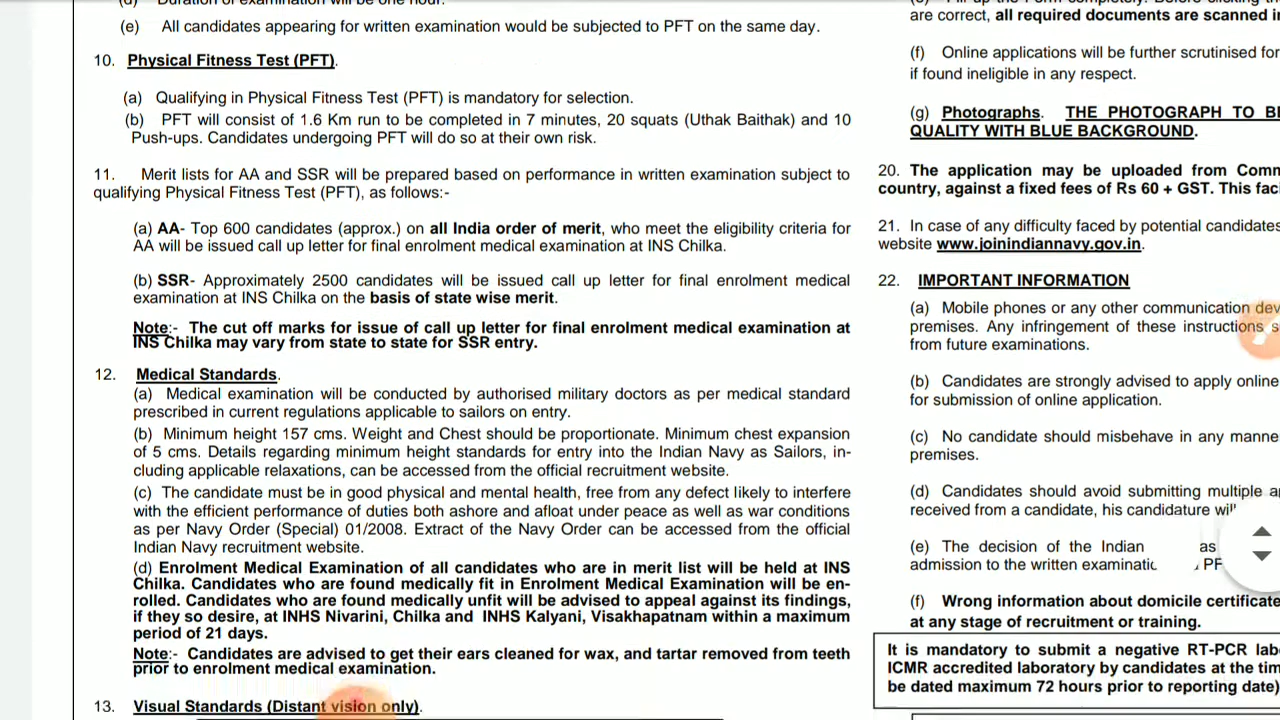 (d) Duration of examination will be one hour.
(e) All candidates appearing for written examination would be subjected to PFT on the same day.
10. Physical Fitness Test (PFT).
(a) Qualifying in Physical Fitness Test (PFT) is mandatory for selection.
(b) PFT will consist of 1.6 Km run to be completed in 7 minutes, 20 squats (Uthak Baithak) and 10
Push-ups. Candidates undergoing PFT will do so at their own risk.
11. Merit lists for AA and SSR will be prepared based on performance in written examination subject to
qualifying Physical Fitness Test (PFT), as follows:-
(a) AA- Top 600 candidates (approx.) on all India order of merit, who meet the eligibility criteria for
AA will be issued call up letter for final enrolment medical examination at INS Chilka.
(b) SSR- Approximately 2500 candidates will be issued call up letter for final enrolment medical
examination at INS Chilka on the basis of state wise merit.
Note:- The cut off marks for issue of call up letter for final enrolment medical examination at
INS Chilka may vary from state to state for SSR entry.
12. Medical Standards.
(a) Medical examination will be conducted by authorised military doctors as per medical standard
prescribed in current regulations applicable to sailors on entry.
(b) Minimum height 157 cms. Weight and Chest should be proportionate. Minimum chest expansion
of 5 cms. Details regarding minimum height standards for entry into the Indian Navy as Sailors, in-
cluding applicable relaxations, can be accessed from the official recruitment website.
(c) The candidate must be in good physical and mental health, free from any defect likely to interfere
with the efficient performance of duties both ashore and afloat under peace as well as war conditions
as per Navy Order (Special) 01/2008. Extract of the Navy Order can be accessed from the official
Indian Navy recruitment website.
(d) Enrolment Medical Examination of all candidates who are in merit list will be held at INS
Chilka. Candidates who are found medically fit in Enrolment Medical Examination will be en-
rolled. Candidates who are found medically unfit will be advised to appeal against its findings,
if they so desire, at INHS Nivarini, Chilka and INHS Kalyani, Visakhapatnam within a maximum
period of 21 days.
Note:- Candidates are advised to get their ears cleaned for wax, and tartar removed from teeth
prior to enrolment medical examination.
13. Visual Standards (Distant vision only).
are correct, all required documents are scanned i
(f) Online applications will be further scrutinised for
if found ineligible in any respect.
(g) Photographs. THE PHOTOGRAPH TO B
QUALITY WITH BLUE BACKGROUND.
20. The application may be uploaded from Comm
country, against a fixed fees of Rs 60 + GST. This fac
21. In case of any difficulty faced by potential candidates
website www.joinindiannavy.gov.in.
22. IMPORTANT INFORMATION
(a) Mobile phones or any other communication dev
premises. Any infringement of these instructions s
from future examinations.
(b) Candidates are strongly advised to apply online
for submission of online application.
(c) No candidate should misbehave in any manne
premises.
(d) Candidates should avoid submitting multiple a
received from a candidate, his candidature wil
(e) The decision of the Indian as
admission to the written examinatic PF
(f) Wrong information about domicile certificate
at any stage of recruitment or training.
It is mandatory to submit a negative RT-PCR lab
ICMR accredited laboratory by candidates at the tim
be dated maximum 72 hours prior to reporting date)